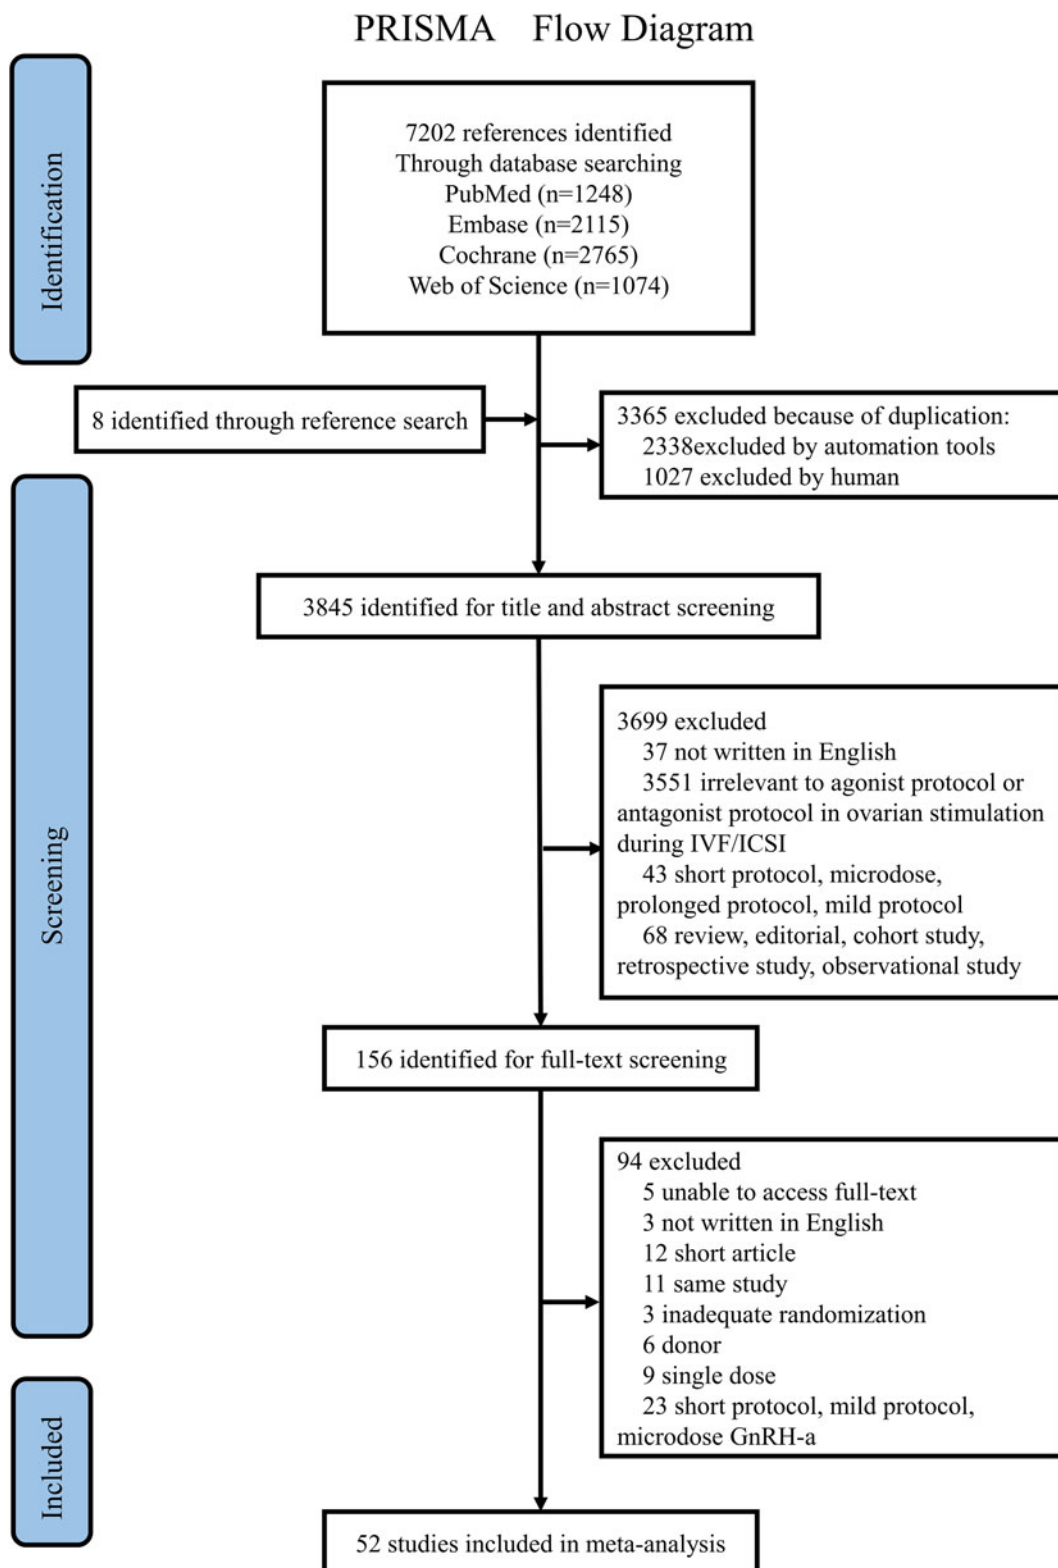 PRISMA Flow Diagram
Identification
7202 references identified
Through database searching
PubMed (n=1248)
Embase (n=2115)
Cochrane (n=2765)
Web of Science (n=1074)
8 identified through reference search
3365 excluded because of duplication:
2338excluded by automation tools
1027 excluded by human
Screening
3845 identified for title and abstract screening
3699 excluded
37 not written in English
3551 irrelevant to agonist protocol or
antagonist protocol in ovarian stimulation
during IVF/ICSI
43 short protocol, microdose,
prolonged protocol, mild protocol
68 review, editorial, cohort study,
retrospective study, observational study
156 identified for full-text screening
94 excluded
5 unable to access full-text
3 not written in English
12 short article
11 same study
3 inadequate randomization
6 donor
9 single dose
23 short protocol, mild protocol,
microdose GnRH-a
Included
52 studies included in meta-analysis